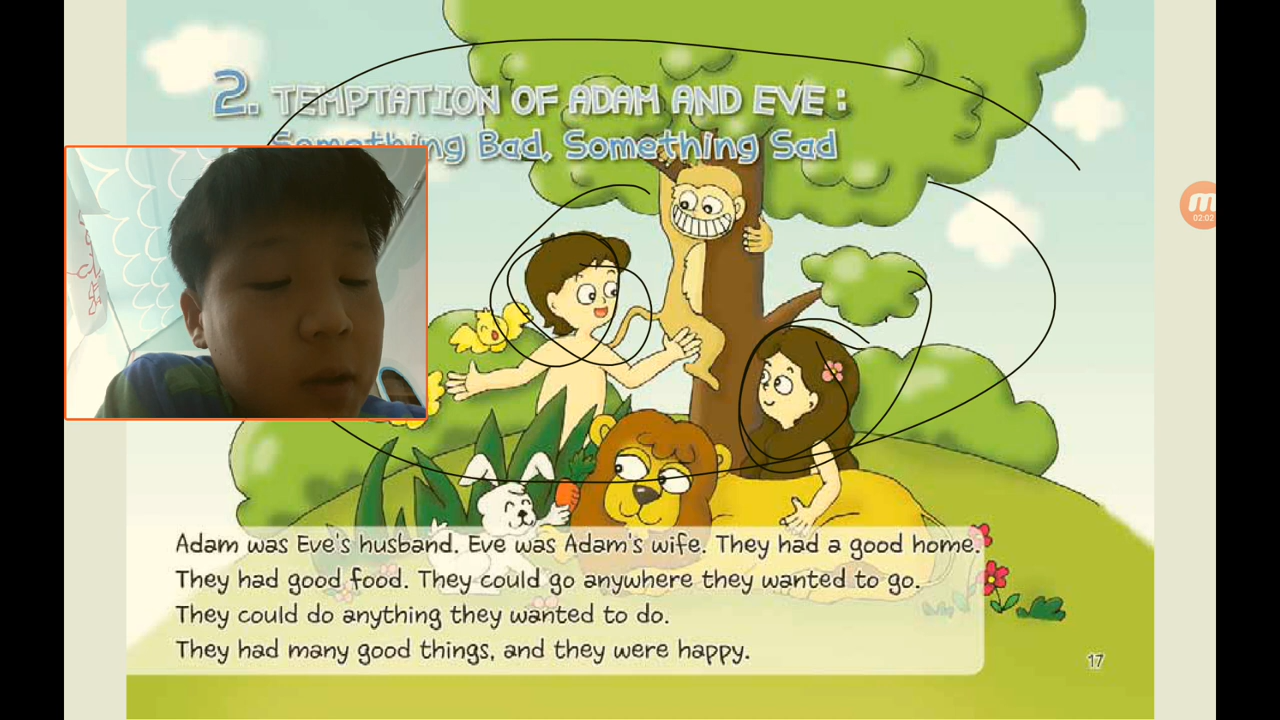 2. TEMPTATION OF ADAM AND EVE :
Something Bad, Something Sad
Adam was Eve's husband. Eve was Adam's wife. They had a good home.
They had good food. They could go anywhere they wanted to go.
They could do anything they wanted to do.
They had many good things, and they were happy.
17
02:02